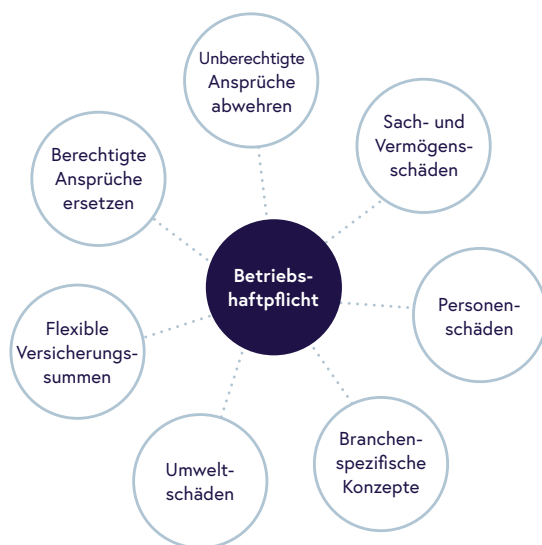 Unberechtigte
Ansprüche
abwehren
Sach- und
Vermögens-
schäden
Berechtigte
Ansprüche
ersetzen
Betriebs-
haftpflicht
Personen-
schäden
Flexible
Versicherungs-
summen
Branchen-
spezifische
Konzepte
Umwelt-
schäden